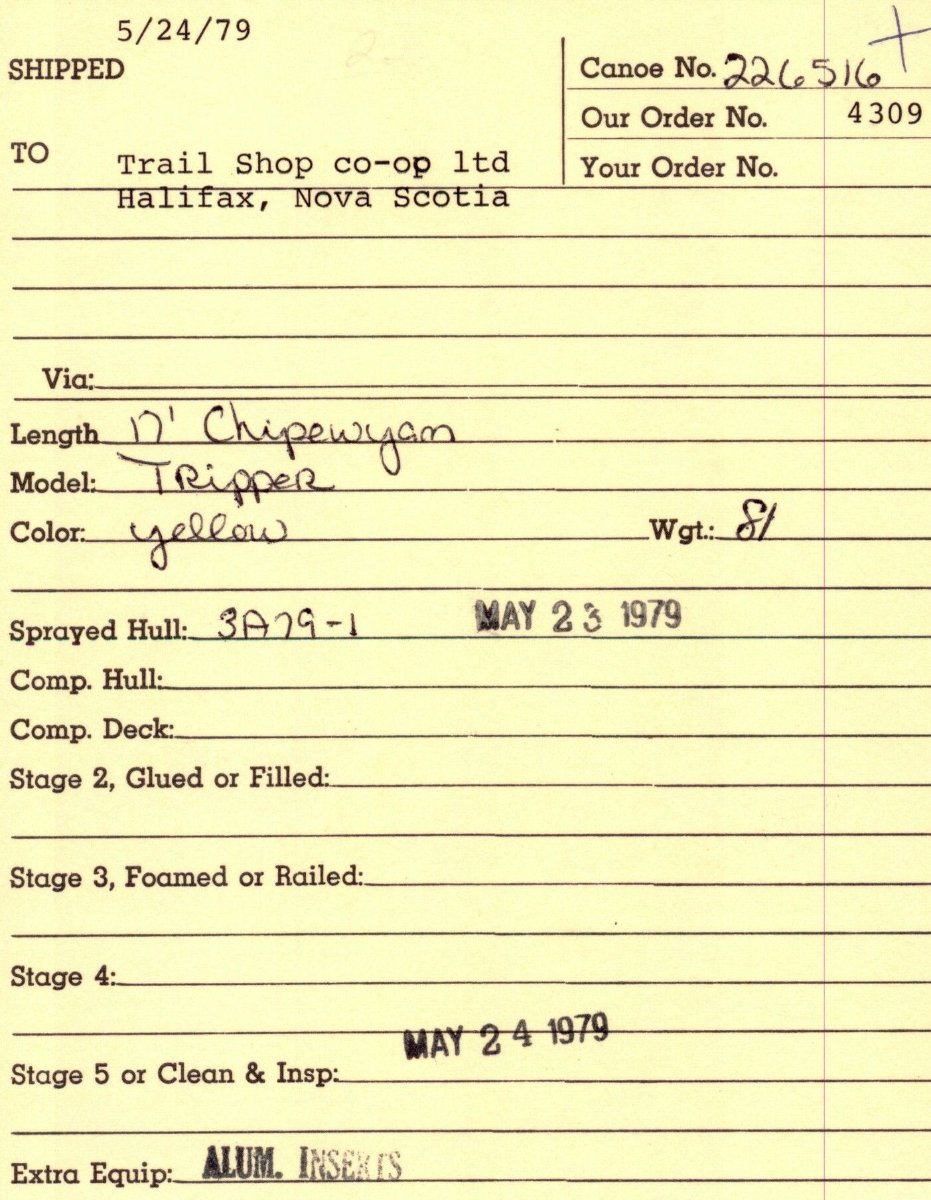 5/24/79
SHIPPED
Canoe No. 226516
Our Order No. 4309
Your Order No.
TO Trail Shop co-op ltd
Halifax, Nova Scotia
Via:
Length 17' Chipewyan
Model: TRippeR
Color: yellow Wgt.: 81
Sprayed Hull: 3A79-1 MAY 23 1979
Comp. Hull:
Comp. Deck:
Stage 2, Glued or Filled:
Stage 3, Foamed or Railed:
Stage 4:
MAY 24 1979
Stage 5 or Clean & Insp:
Extra Equip: ALUM. INSERTS